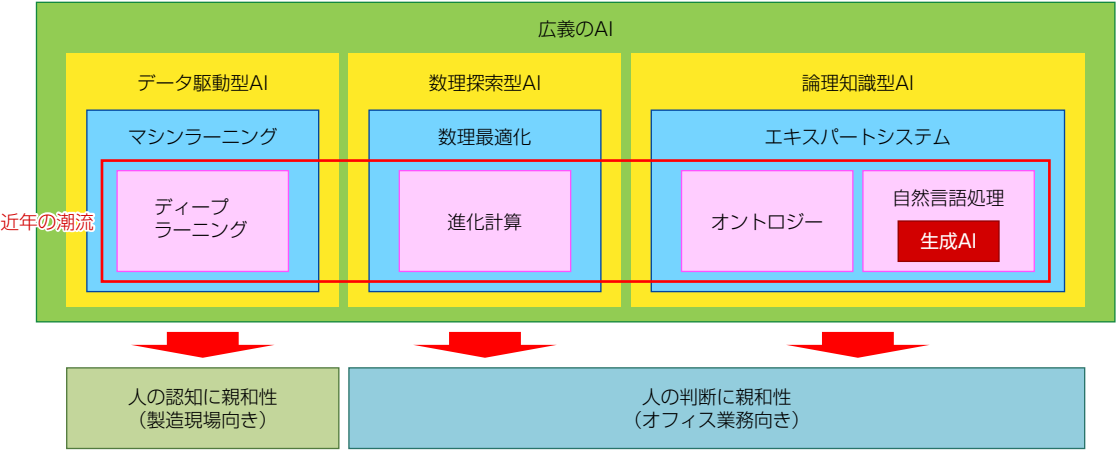 広義のAI
データ駆動型AI
数理探索型AI
論理知識型AI
マシンラーニング
数理最適化
エキスパートシステム
近年の潮流
ディープ
ラーニング
進化計算
オントロジー
自然言語処理
生成AI
人の認知に親和性
（製造現場向き）
人の判断に親和性
（オフィス業務向き）